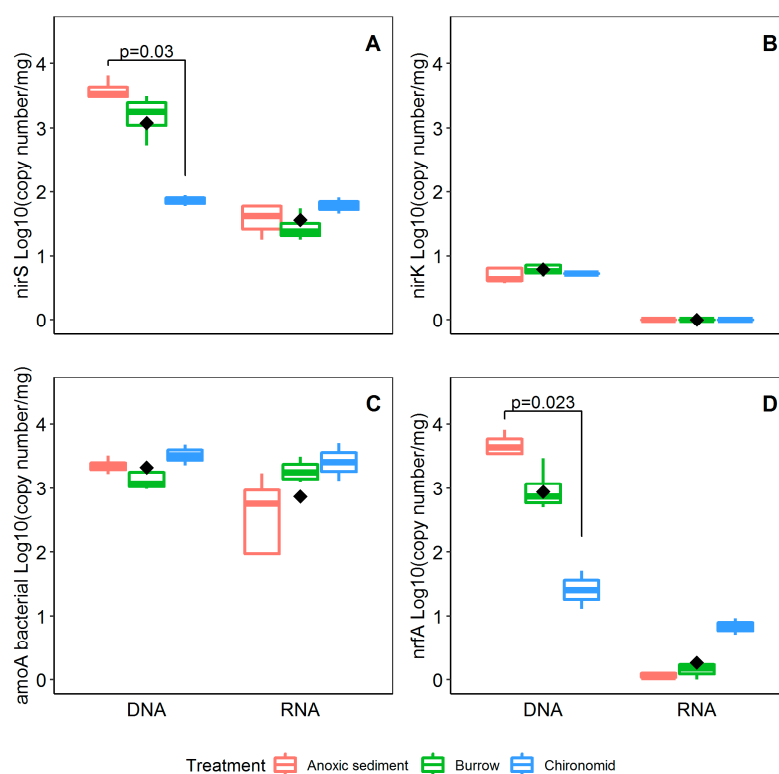 A
p=0.03
nirS Log10(copy number/mg)
4
3
2
1
0
B
nirK Log10(copy number/mg)
4
3
2
1
0
C
amoA bacterial Log10(copy number/mg)
4
3
2
1
0
DNA RNA
D
p=0.023
nrfA Log10(copy number/mg)
4
3
2
1
0
DNA RNA
Treatment Anoxic sediment Burrow Chironomid